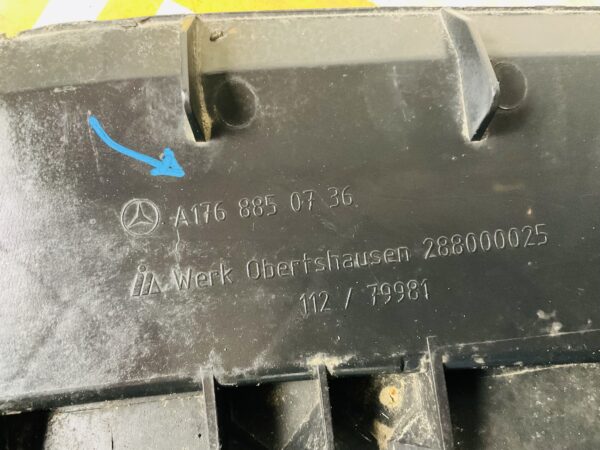 A176 885 07 36
Werk Obertshausen 288000025
112 / 79981